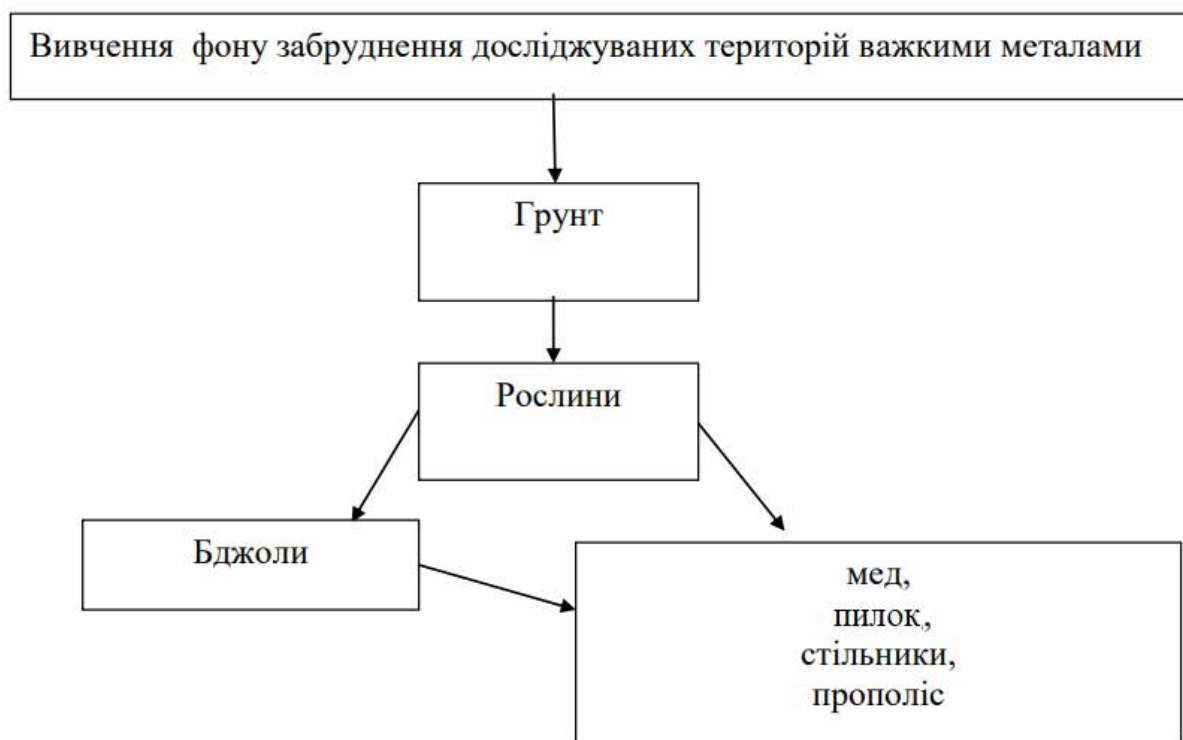 Вивчення фону забруднення досліджуваних територій важкими металами
Грунт
Рослини
Бджоли
мед,
пилок,
стільники,
прополіс